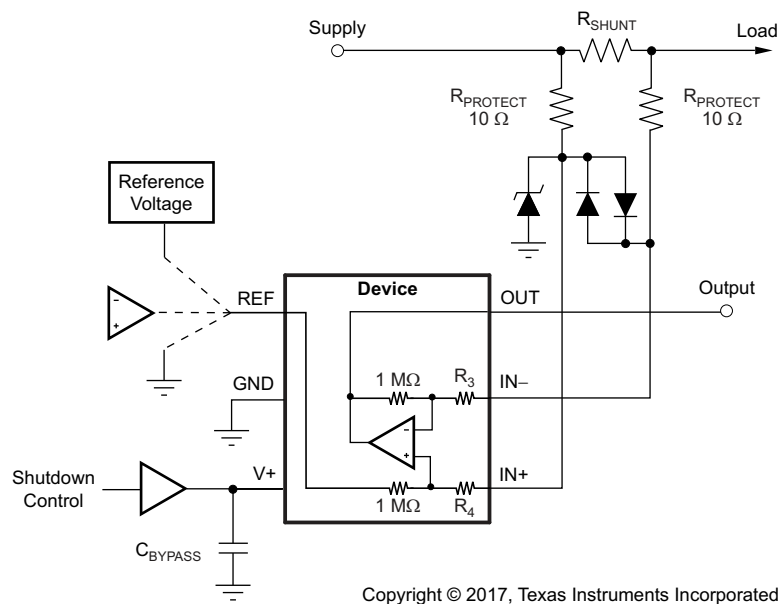 RSHUNT
Supply
Load
RPROTECT
10 Ω
RPROTECT
10 Ω
Reference
Voltage
Device
REF
OUT
Output
-
+
GND
1 MΩ
R3
IN-
-
+
Shutdown
Control
V+
1 MΩ
R4
IN+
CBYPASS
Copyright © 2017, Texas Instruments Incorporated